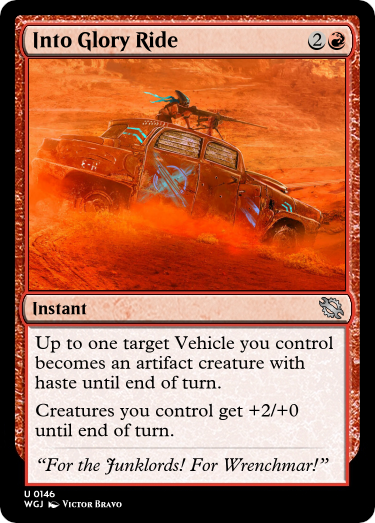 Into Glory Ride
2
Instant
Up to one target Vehicle you control
becomes an artifact creature with
haste until end of turn.
Creatures you control get +2/+0
until end of turn.
“For the Junklords! For Wrenchmar!”
U 0146
WGJ VICTOR BRAVO